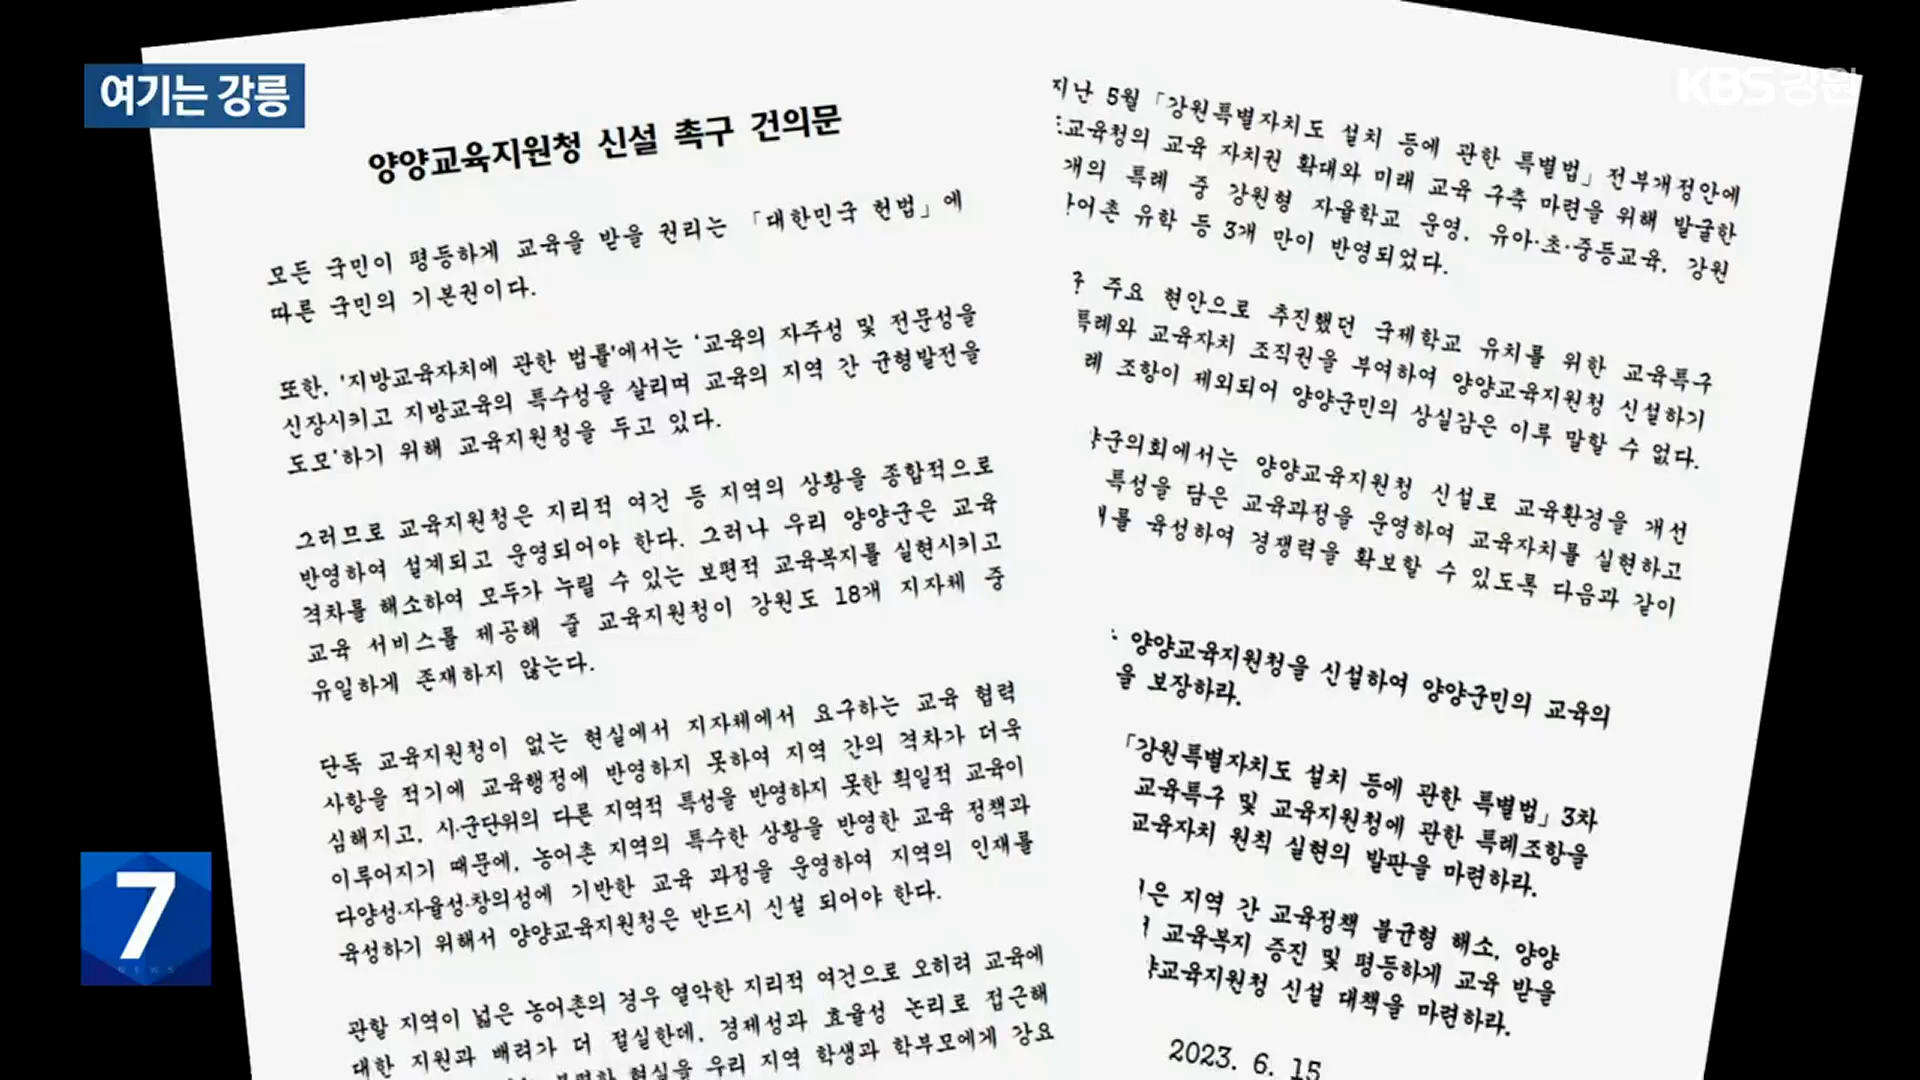 여기는 강릉
KBS 강원
양양교육지원청 신설 촉구 건의문
모든 국민이 평등하게 교육을 받을 권리는 「대한민국 헌법」에
따른 국민의 기본권이다.
또한, '지방교육자치에 관한 법률'에서는 '교육의 자주성 및 전문성을
신장시키고 지방교육의 특수성을 살리며 교육의 지역 간 균형발전을
도모'하기 위해 교육지원청을 두고 있다.
그러므로 교육지원청은 지리적 여건 등 지역의 상황을 종합적으로
반영하여 설계되고 운영되어야 한다. 그러나 우리 양양군은 교육
격차를 해소하여 모두가 누릴 수 있는 보편적 교육복지를 실현시키고
교육 서비스를 제공해 줄 교육지원청이 강원도 18개 지자체 중
유일하게 존재하지 않는다.
단독 교육지원청이 없는 현실에서 지자체에서 요구하는 교육 협력
사항을 적기에 교육행정에 반영하지 못하여 지역 간의 격차가 더욱
심해지고, 시·군단위의 다른 지역적 특성을 반영하지 못한 획일적 교육이
이루어지기 때문에, 농어촌 지역의 특수한 상황을 반영한 교육 정책과
다양성·자율성·창의성에 기반한 교육 과정을 운영하여 지역의 인재를
육성하기 위해서 양양교육지원청은 반드시 신설 되어야 한다.
관할 지역이 넓은 농어촌의 경우 열악한 지리적 여건으로 오히려 교육에
대한 지원과 배려가 더 절실한데, 경제성과 효율성 논리로 접근해
현실을 우리 지역 학생과 학부모에게 강요
지난 5월 「강원특별자치도 설치 등에 관한 특별법」 전부개정안에
교육청의 교육 자치권 확대와 미래 교육 구축 마련을 위해 발굴한
개의 특례 중 강원형 자율학교 운영, 유아·초·중등교육, 강원
어촌 유학 등 3개 만이 반영되었다.
주요 현안으로 추진했던 국제학교 유치를 위한 교육특구
특례와 교육자치 조직권을 부여하여 양양교육지원청 신설하기
례 조항이 제외되어 양양군민의 상실감은 이루 말할 수 없다.
군의회에서는 양양교육지원청 신설로 교육환경을 개선
특성을 담은 교육과정을 운영하여 교육자치를 실현하고
를 육성하여 경쟁력을 확보할 수 있도록 다음과 같이
양양교육지원청을 신설하여 양양군민의 교육의
을 보장하라.
「강원특별자치도 설치 등에 관한 특별법」 3차
교육특구 및 교육지원청에 관한 특례조항을
교육자치 원칙 실현의 발판을 마련하라.
은 지역 간 교육정책 불균형 해소, 양양
교육복지 증진 및 평등하게 교육 받을
교육지원청 신설 대책을 마련하라.
2023. 6. 15
7
NEWS